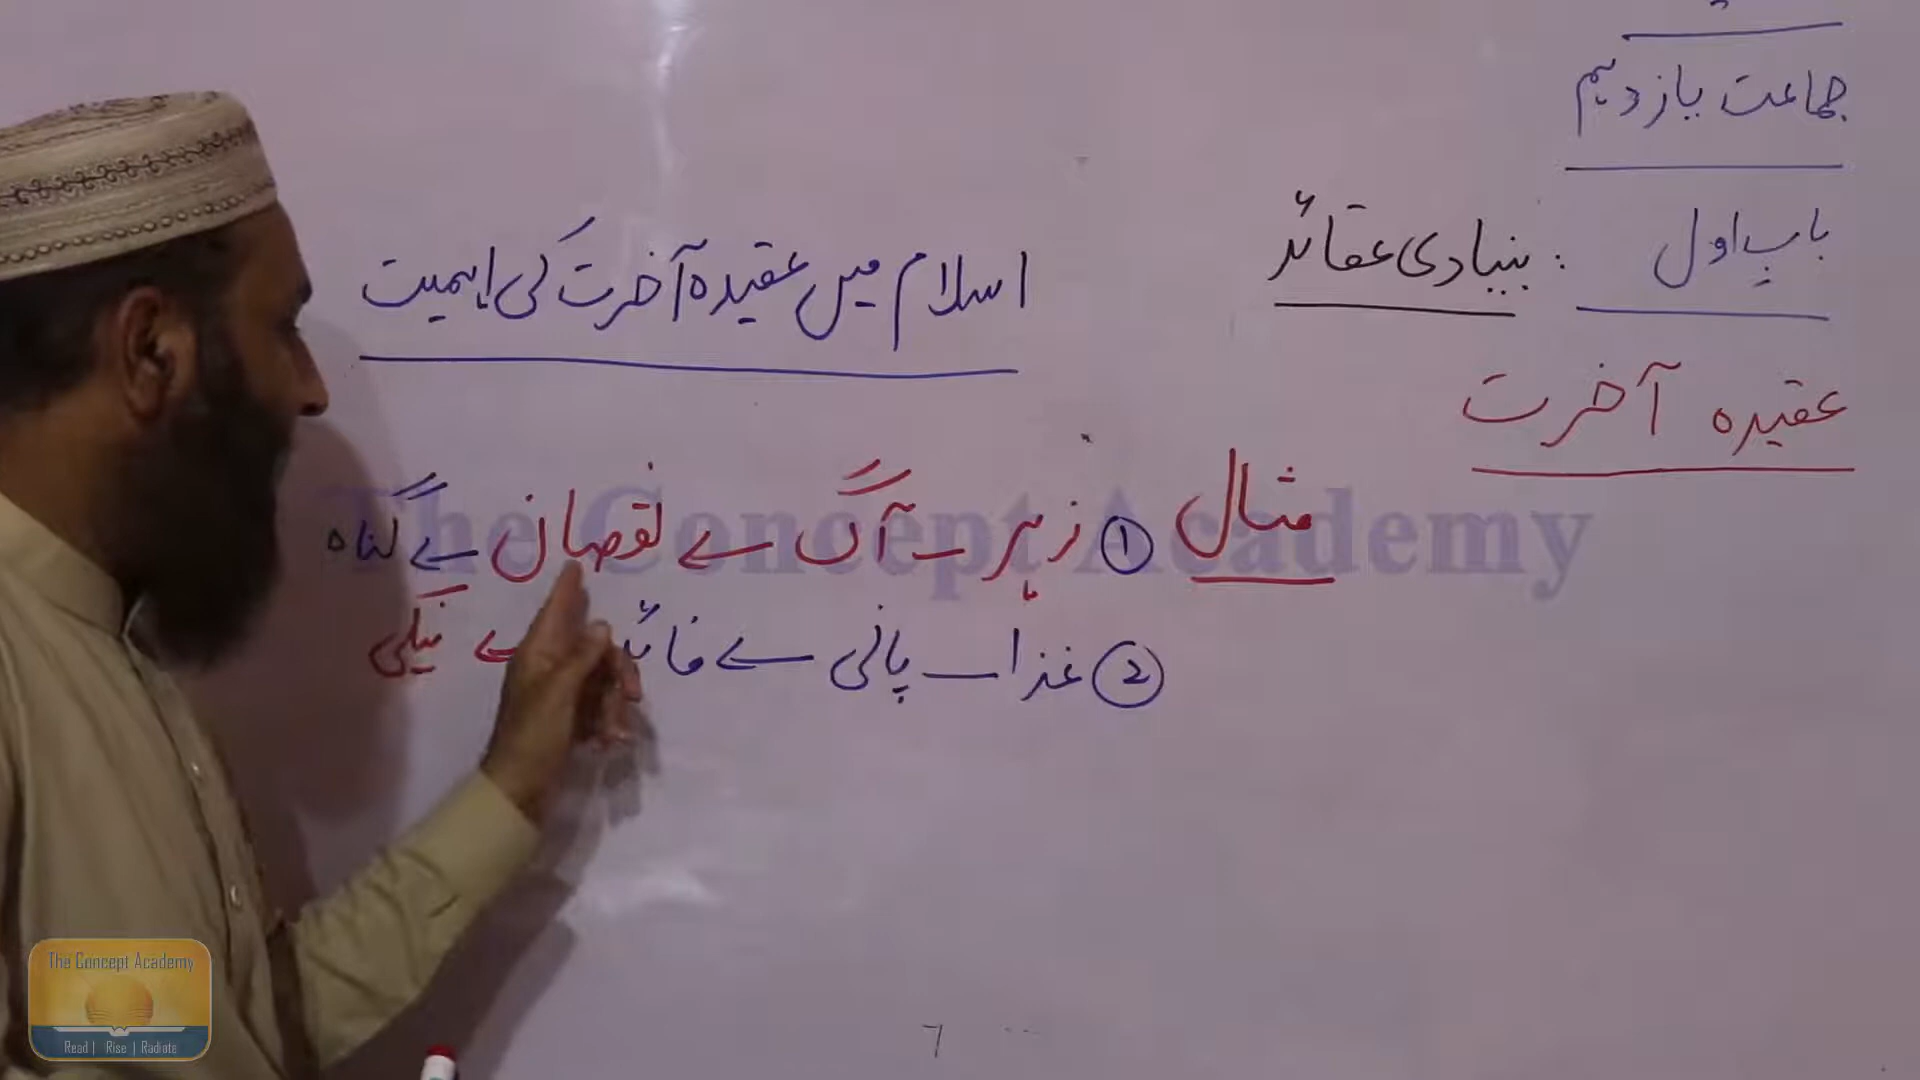 جماعت یازدہم
باب اول : بنیادی عقائد
عقیدہ آخرت
اسلام میں عقیدہ آخرت کی اہمیت
مثال ① زہر ۔ آگ سے نقصان سے گناہ
② غذا ۔ پانی سے سے نیکی
The Concept Academy
The Concept Academy
Read | Rise | Radiate